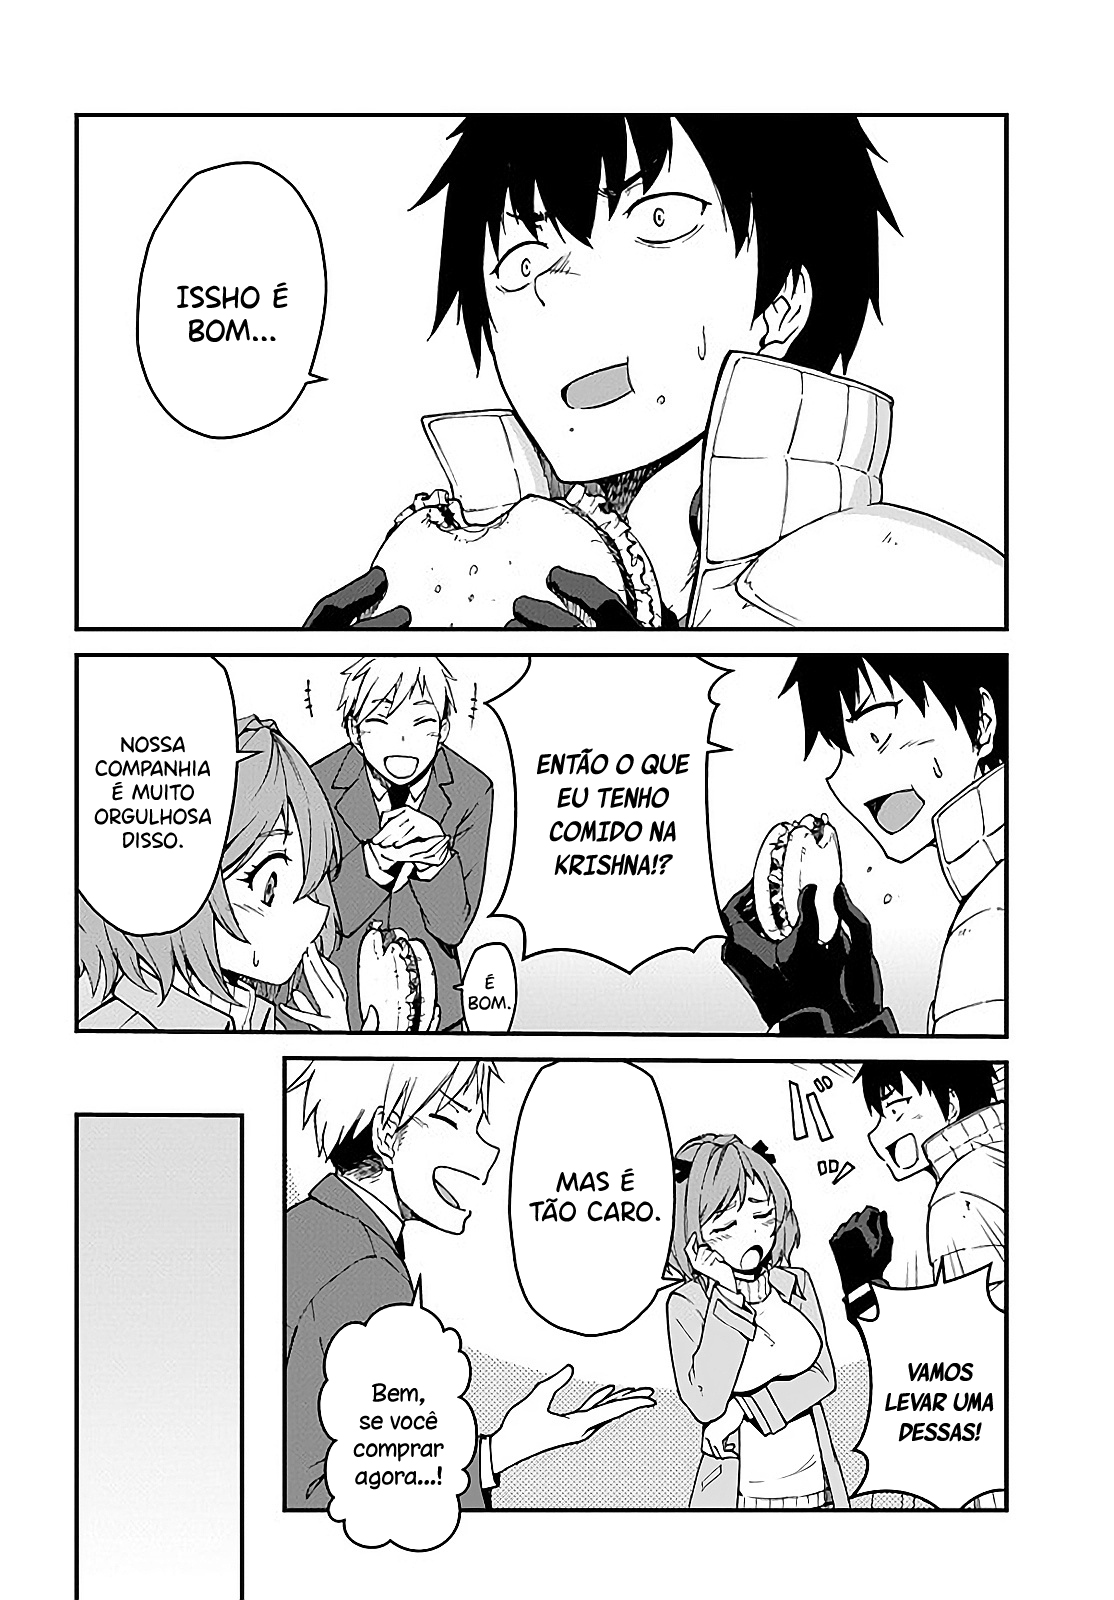 ISSHO É
BOM...
ENTÃO O QUE
EU TENHO
COMIDO NA
KRISHNA!?
É
BOM.
NOSSA
COMPANHIA
É MUITO
ORGULHOSA
DISSO.
VAMOS
LEVAR UMA
DESSAS!
MAS É
TÃO CARO.
Bem,
se você
comprar
agora...!